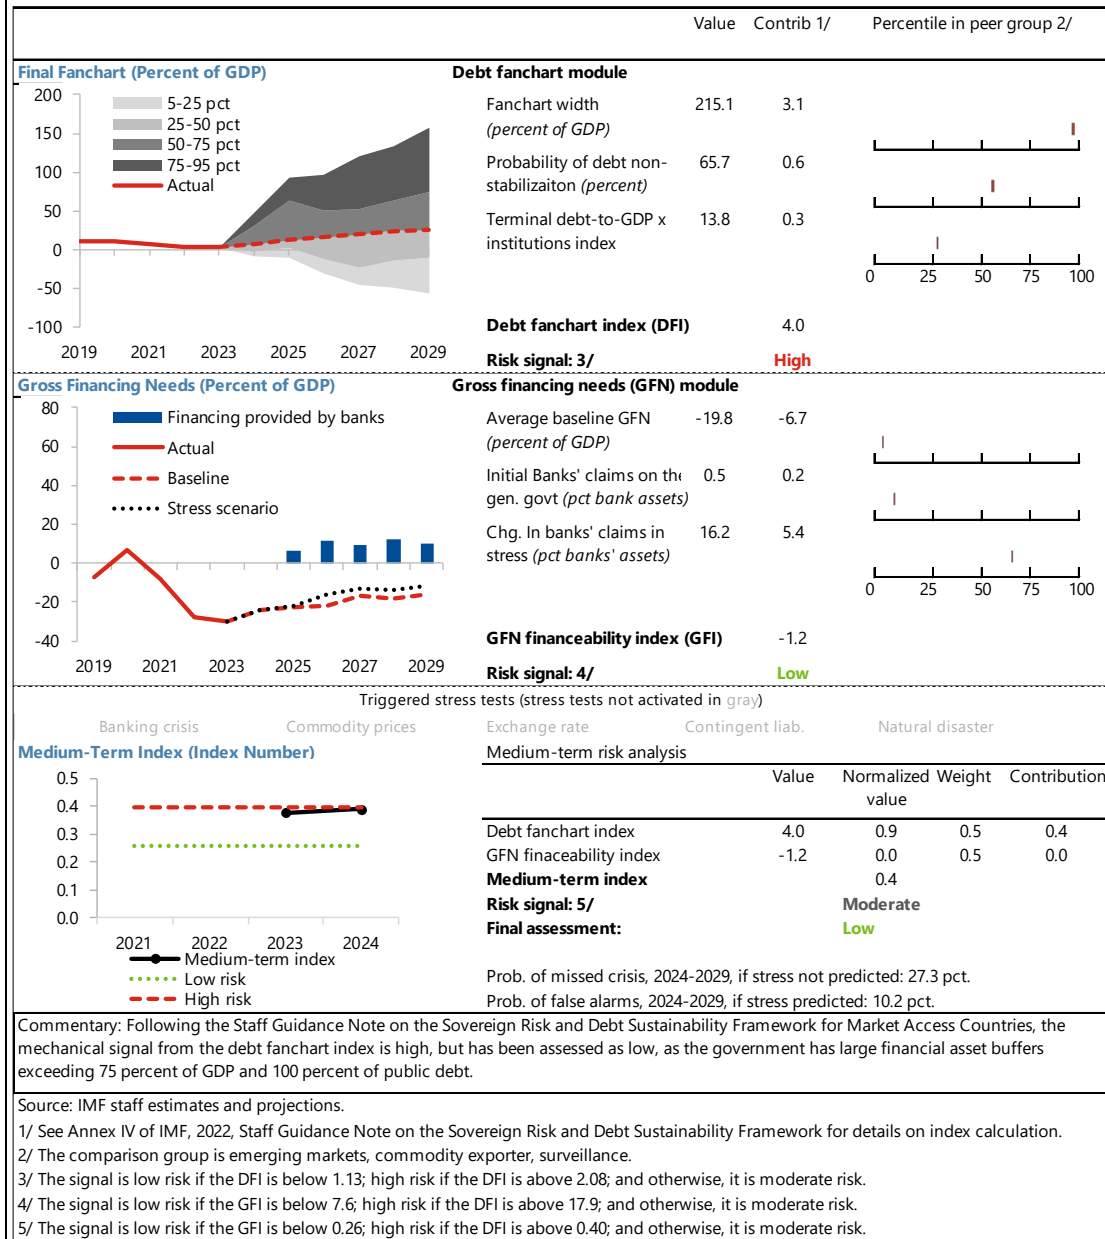 Value Contrib 1/ Percentile in peer group 2/
Final Fanchart (Percent of GDP)
200
150
100
50
0
-50
-100
5-25 pct
25-50 pct
50-75 pct
75-95 pct
Actual
2019 2021 2023 2025 2027 2029
Debt fanchart module
Fanchart width 215.1 3.1
(percent of GDP)
Probability of debt non- 65.7 0.6
stabilizaiton (percent)
Terminal debt-to-GDP x 13.8 0.3
institutions index
0 25 50 75 100
Debt fanchart index (DFI) 4.0
Risk signal: 3/ High
Gross Financing Needs (Percent of GDP)
80
60
40
20
0
-20
-40
Financing provided by banks
Actual
Baseline
Stress scenario
2019 2021 2023 2025 2027 2029
Gross financing needs (GFN) module
Average baseline GFN -19.8 -6.7
(percent of GDP)
Initial Banks' claims on the 0.5 0.2
gen. govt (pct bank assets)
Chg. In banks' claims in 16.2 5.4
stress (pct banks' assets)
0 25 50 75 100
GFN financeability index (GFI) -1.2
Risk signal: 4/ Low
Triggered stress tests (stress tests not activated in gray)
Banking crisis Commodity prices Exchange rate Contingent liab. Natural disaster
Medium-Term Index (Index Number)
0.5
0.4
0.3
0.2
0.1
0.0
2021 2022 2023 2024
Medium-term index
Low risk
High risk
Medium-term risk analysis
Value Normalized Weight Contribution
value
Debt fanchart index 4.0 0.9 0.5 0.4
GFN finaceability index -1.2 0.0 0.5 0.0
Medium-term index 0.4
Risk signal: 5/ Moderate
Final assessment: Low
Prob. of missed crisis, 2024-2029, if stress not predicted: 27.3 pct.
Prob. of false alarms, 2024-2029, if stress predicted: 10.2 pct.
Commentary: Following the Staff Guidance Note on the Sovereign Risk and Debt Sustainability Framework for Market Access Countries, the
mechanical signal from the debt fanchart index is high, but has been assessed as low, as the government has large financial asset buffers
exceeding 75 percent of GDP and 100 percent of public debt.
Source: IMF staff estimates and projections.
1/ See Annex IV of IMF, 2022, Staff Guidance Note on the Sovereign Risk and Debt Sustainability Framework for details on index calculation.
2/ The comparison group is emerging markets, commodity exporter, surveillance.
3/ The signal is low risk if the DFI is below 1.13; high risk if the DFI is above 2.08; and otherwise, it is moderate risk.
4/ The signal is low risk if the GFI is below 7.6; high risk if the DFI is above 17.9; and otherwise, it is moderate risk.
5/ The signal is low risk if the GFI is below 0.26; high risk if the DFI is above 0.40; and otherwise, it is moderate risk.